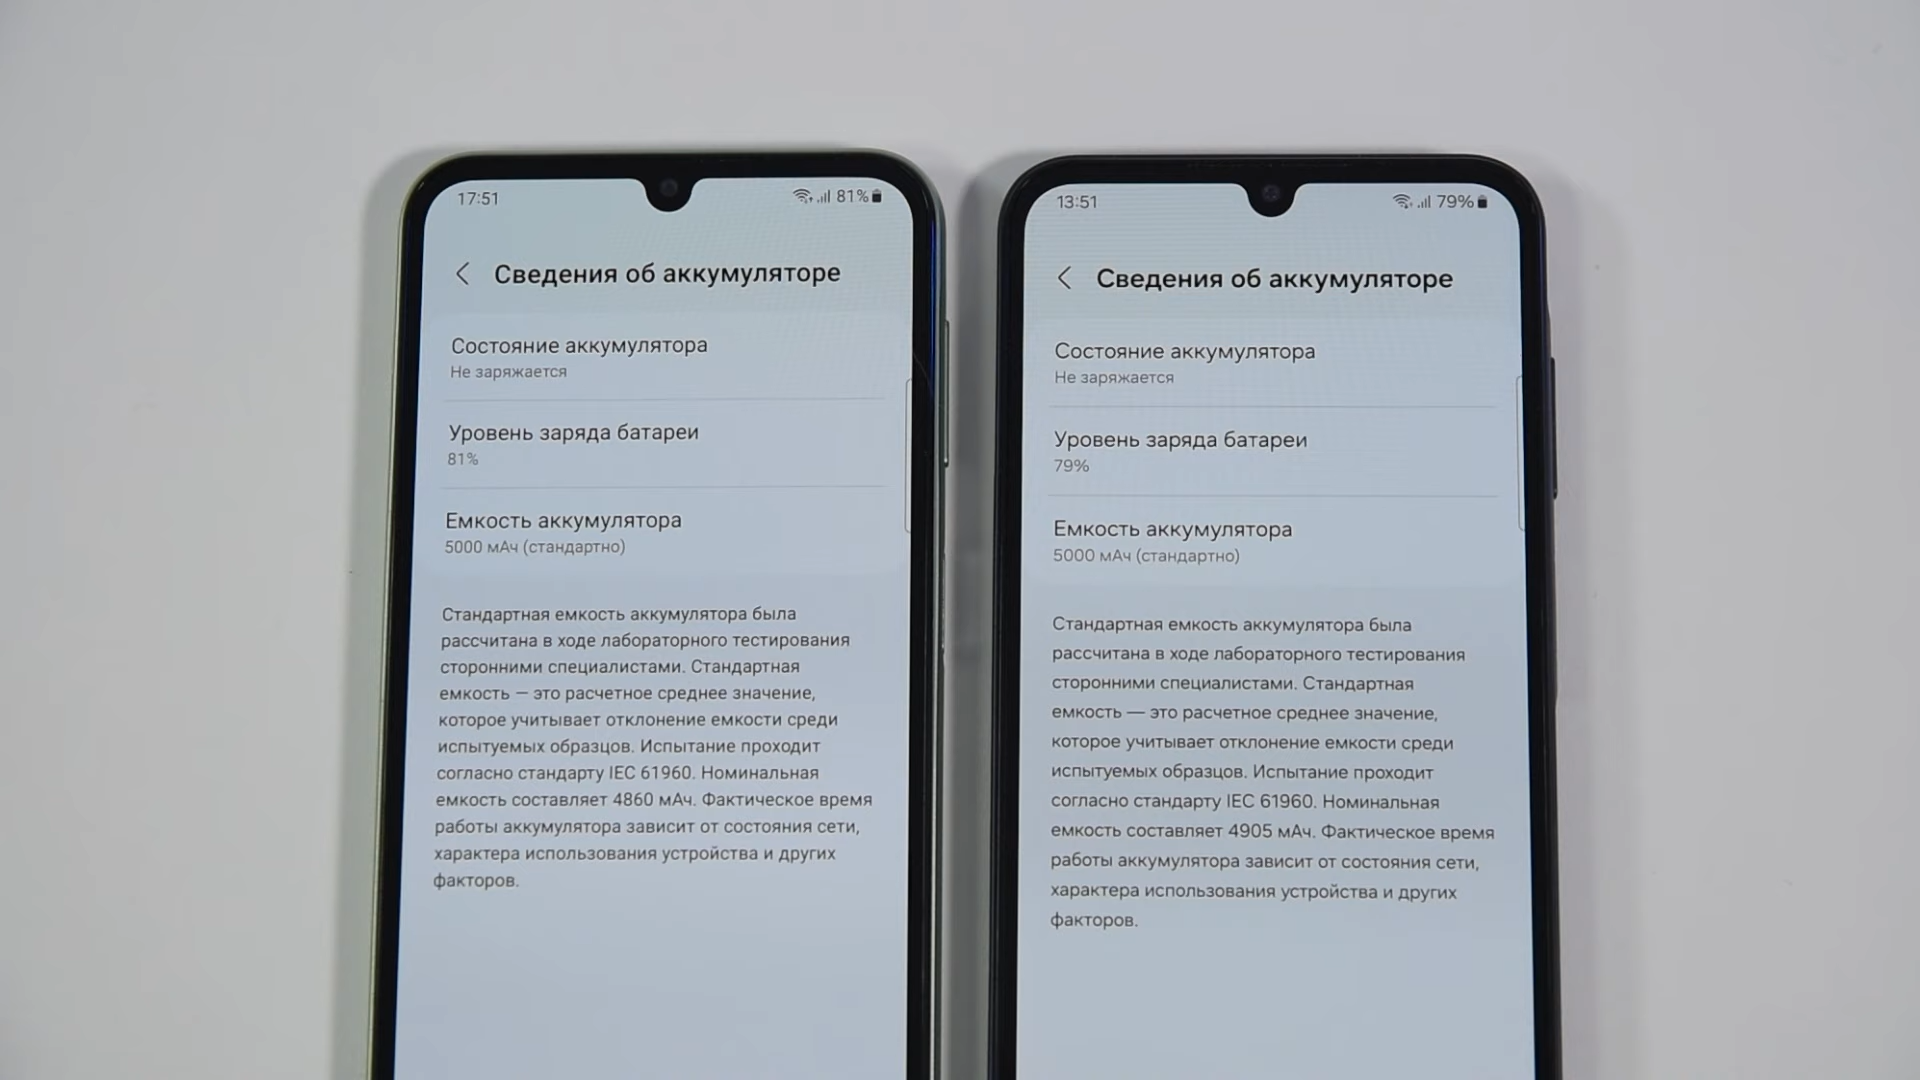 17:51
81%
Сведения об аккумуляторе
Состояние аккумулятора
Не заряжается
Уровень заряда батареи
81%
Емкость аккумулятора
5000 мАч (стандартно)
Стандартная емкость аккумулятора была
рассчитана в ходе лабораторного тестирования
сторонними специалистами. Стандартная
емкость — это расчетное среднее значение,
которое учитывает отклонение емкости среди
испытуемых образцов. Испытание проходит
согласно стандарту IEC 61960. Номинальная
емкость составляет 4860 мАч. Фактическое время
работы аккумулятора зависит от состояния сети,
характера использования устройства и других
факторов.
13:51
79%
Сведения об аккумуляторе
Состояние аккумулятора
Не заряжается
Уровень заряда батареи
79%
Емкость аккумулятора
5000 мАч (стандартно)
Стандартная емкость аккумулятора была
рассчитана в ходе лабораторного тестирования
сторонними специалистами. Стандартная
емкость — это расчетное среднее значение,
которое учитывает отклонение емкости среди
испытуемых образцов. Испытание проходит
согласно стандарту IEC 61960. Номинальная
емкость составляет 4905 мАч. Фактическое время
работы аккумулятора зависит от состояния сети,
характера использования устройства и других
факторов.